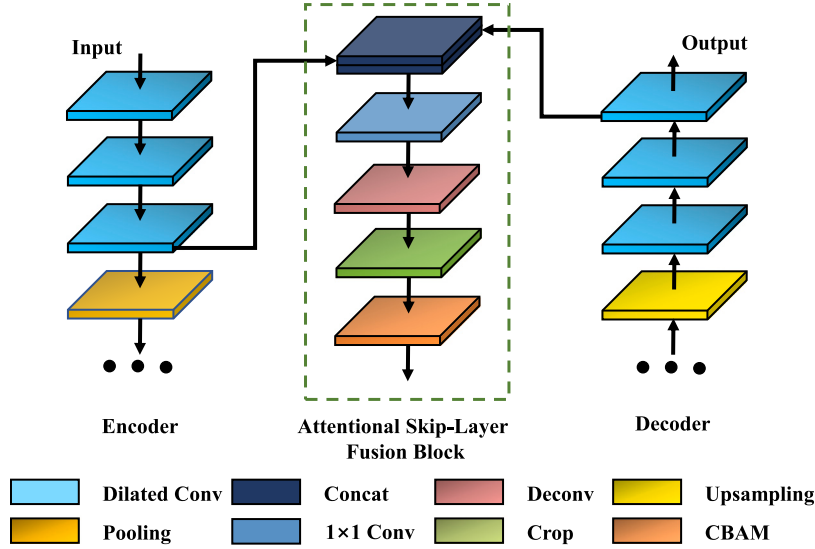 Input
Output
Encoder
Attentional Skip-Layer
Fusion Block
Decoder
Dilated Conv
Concat
Deconv
Upsampling
Pooling
1×1 Conv
Crop
CBAM